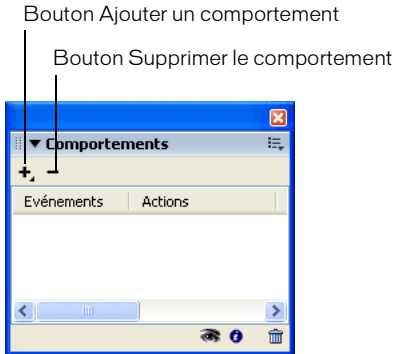 Bouton Ajouter un comportement
Bouton Supprimer le comportement
Comportements
Evénements Actions